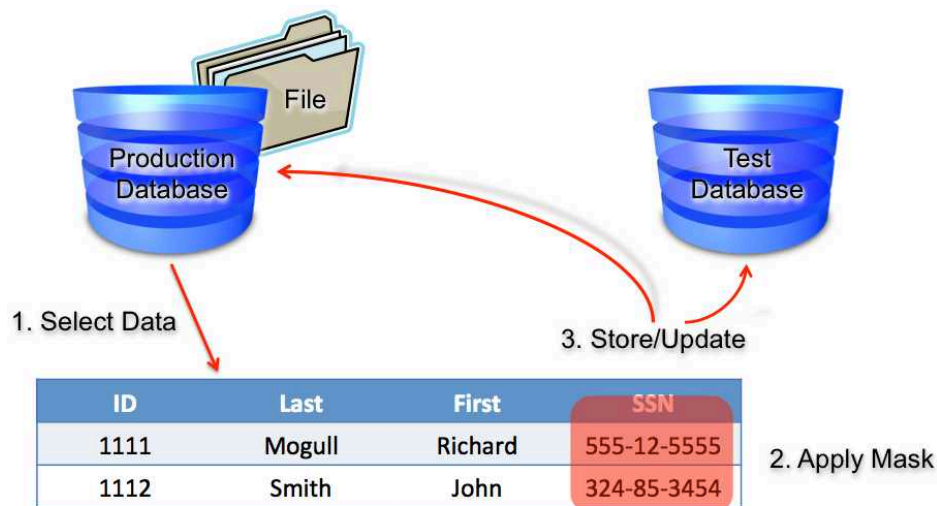 File
Production
Database
Test
Database
1. Select Data
3. Store/Update
ID Last First SSN
1111 Mogull Richard 555-12-5555
1112 Smith John 324-85-3454
2. Apply Mask